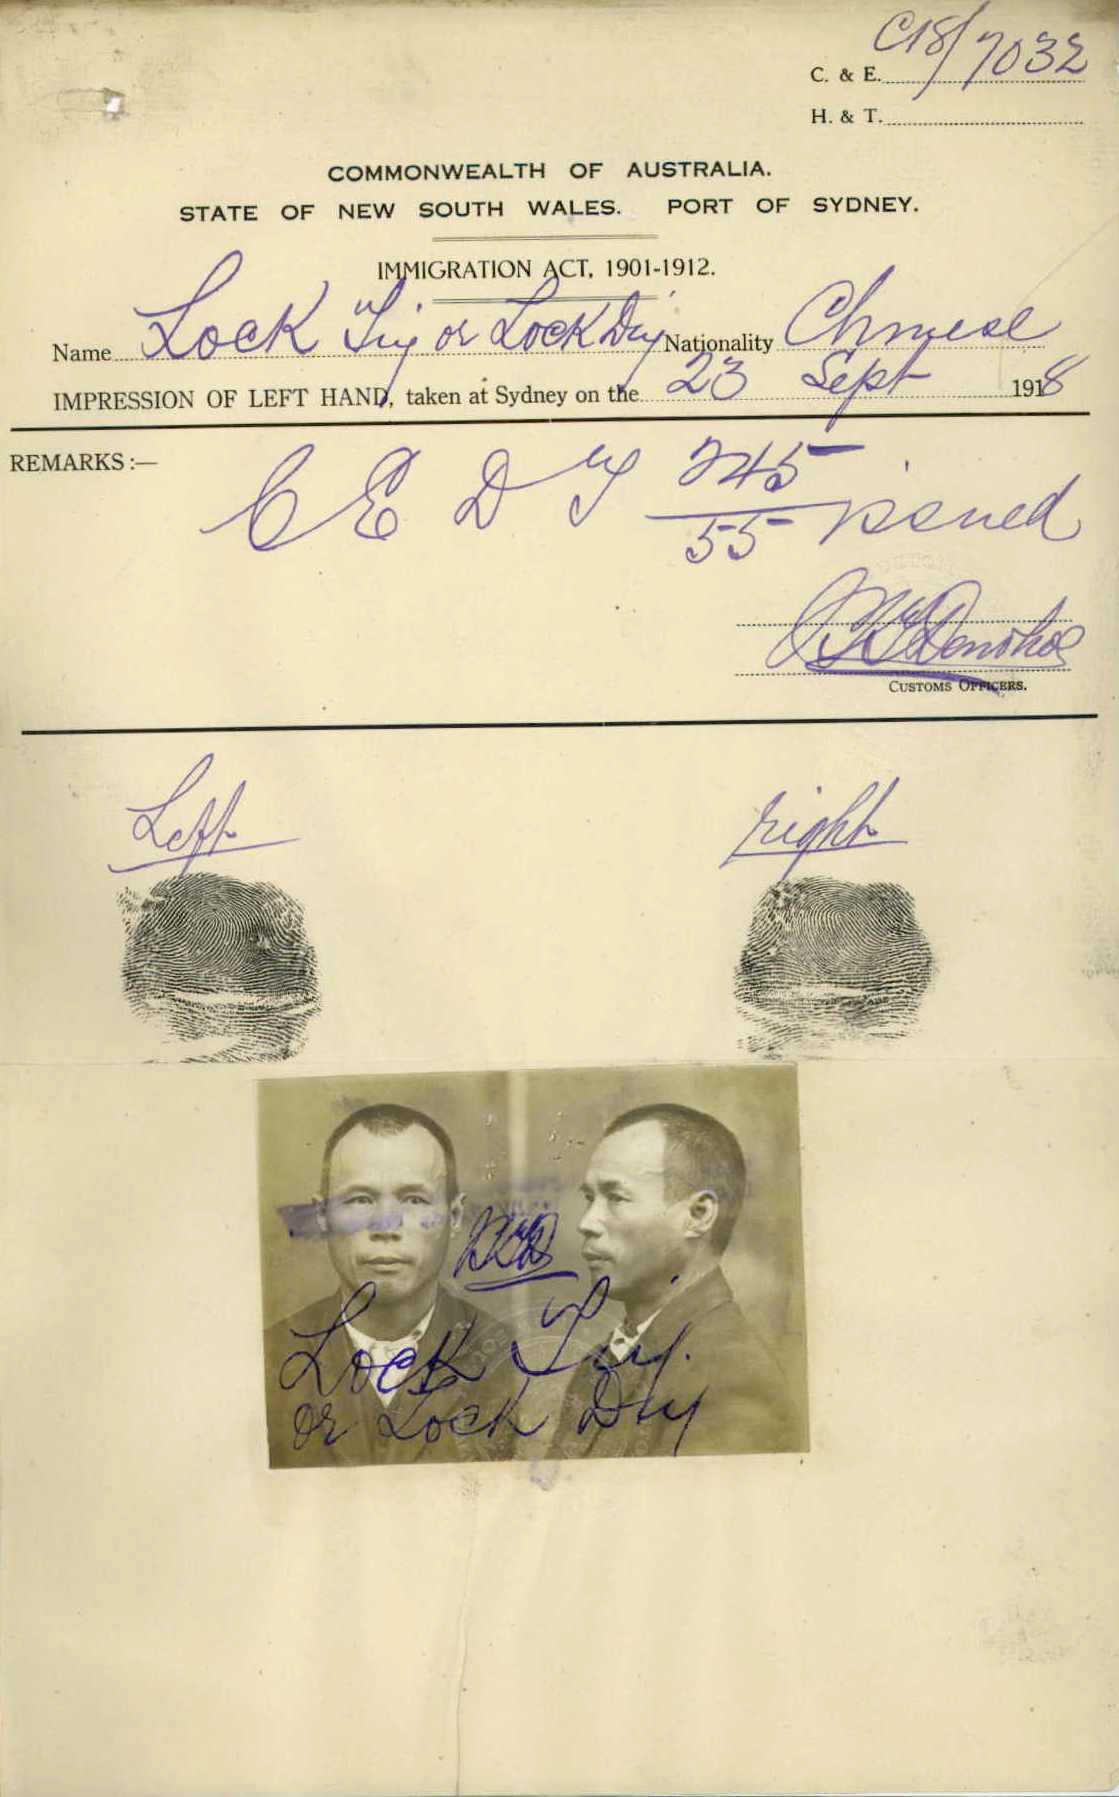 C. & E. C18/7032
H. & T.
COMMONWEALTH OF AUSTRALIA.
STATE OF NEW SOUTH WALES. PORT OF SYDNEY.
IMMIGRATION ACT, 1901-1912.
Name Lock Tiy or Lock Diy Nationality Chinese
IMPRESSION OF LEFT HAND, taken at Sydney on the 23 Sept 1918
REMARKS :—
C E D T 245/55 issued
McDonohoe
CUSTOMS OFFICERS.
Left right
Lock Tiy.
or Lock Diy